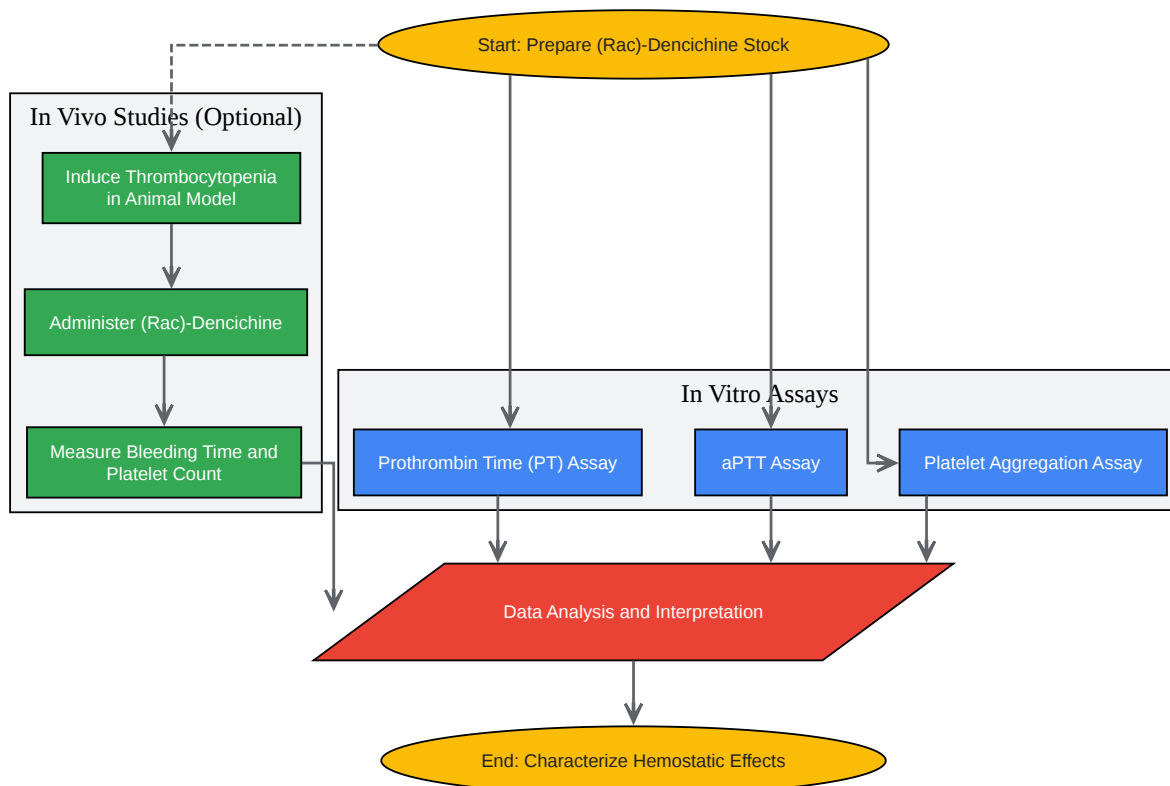 Start: Prepare (Rac)-Dencichine Stock
In Vivo Studies (Optional)
Induce Thrombocytopenia
in Animal Model
Administer (Rac)-Dencichine
Measure Bleeding Time and
Platelet Count
In Vitro Assays
Prothrombin Time (PT) Assay
aPTT Assay
Platelet Aggregation Assay
Data Analysis and Interpretation
End: Characterize Hemostatic Effects